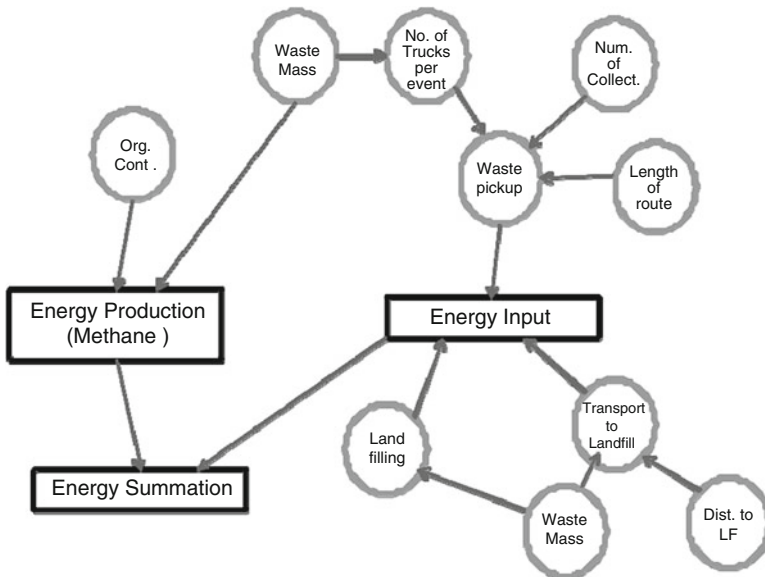 Waste
Mass
No. of
Trucks
per
event
Num.
of
Collect.
Org.
Cont .
Waste
pickup
Length
of
route
Energy Production
(Methane )
Energy Input
Land
filling
Transport
to
Landfill
Energy Summation
Waste
Mass
Dist. to
LF